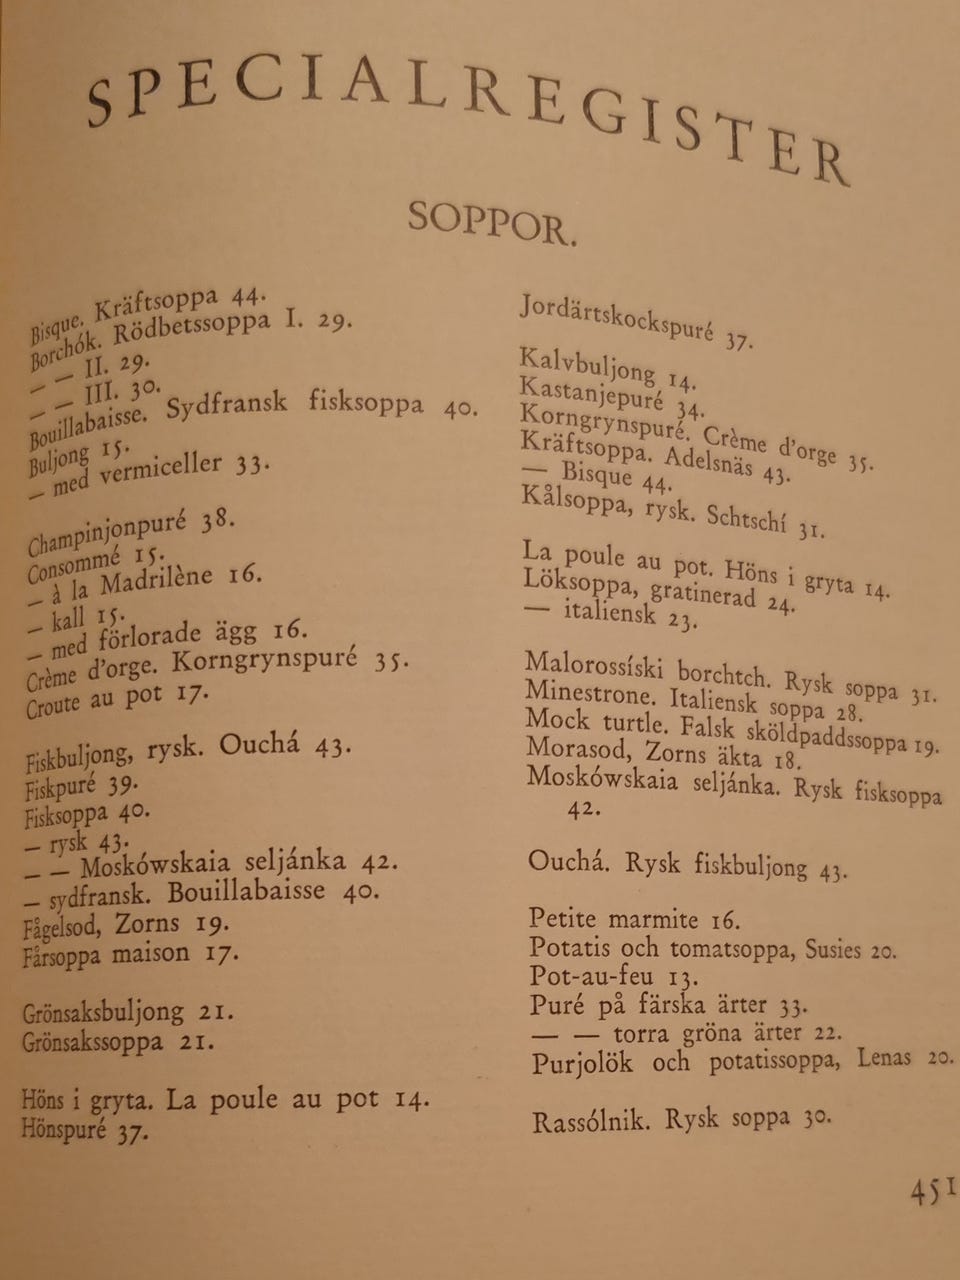 SPECIALREGISTER
SOPPOR.
Bisque. Kräftsoppa 44.
Borchók. Rödbetssoppa I. 29.
— — II. 29.
— — III. 30.
Bouillabaisse. Sydfransk fisksoppa 40.
Buljong 15.
— med vermiceller 33.
Champinjonpuré 38.
Consommé 15.
— à la Madrilène 16.
— kall 15.
— med förlorade ägg 16.
Crème d'orge. Korngrynspuré 35.
Croute au pot 17.
Fiskbuljong, rysk. Ouchá 43.
Fiskpuré 39.
Fisksoppa 40.
— rysk 43.
— — Moskówskaia seljánka 42.
— sydfransk. Bouillabaisse 40.
Fågelsod, Zorns 19.
Fårsoppa maison 17.
Grönsaksbuljong 21.
Grönsakssoppa 21.
Höns i gryta. La poule au pot 14.
Hönspuré 37.
Jordärtskockspuré 37.
Kalvbuljong 14.
Kastanjepuré 34.
Korngrynspuré. Crème d'orge 35.
Kräftsoppa. Adelsnäs 43.
— Bisque 44.
Kålsoppa, rysk. Schtschí 31.
La poule au pot. Höns i gryta 14.
Löksoppa, gratinerad 24.
— italiensk 23.
Malorossíski borchtch. Rysk soppa 31.
Minestrone. Italiensk soppa 28.
Mock turtle. Falsk sköldpaddssoppa 19.
Morasod, Zorns äkta 18.
Moskówskaia seljánka. Rysk fisksoppa
42.
Ouchá. Rysk fiskbuljong 43.
Petite marmite 16.
Potatis och tomatsoppa, Susies 20.
Pot-au-feu 13.
Puré på färska ärter 33.
— — torra gröna ärter 22.
Purjolök och potatissoppa, Lenas 20.
Rassólnik. Rysk soppa 30.
451